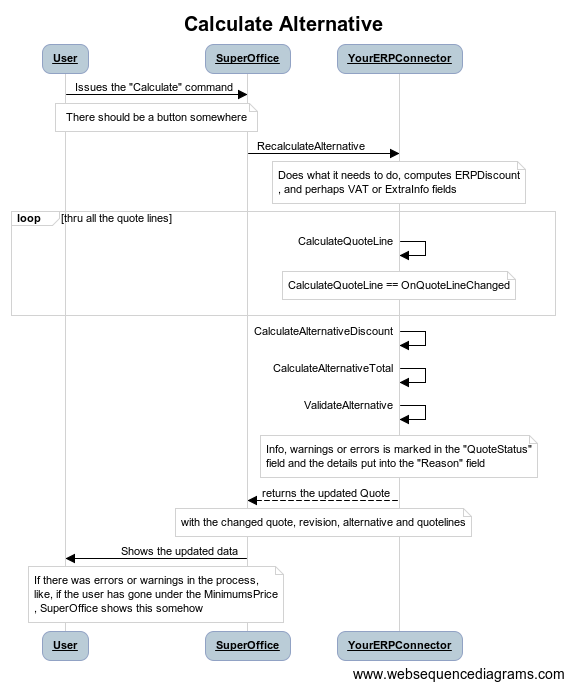 Calculate Alternative
User
SuperOffice
YourERPConnector
Issues the "Calculate" command
There should be a button somewhere
RecalculateAlternative
Does what it needs to do, computes ERPDiscount
, and perhaps VAT or ExtraInfo fields
loop
[thru all the quote lines]
CalculateQuoteLine
CalculateQuoteLine == OnQuoteLineChanged
CalculateAlternativeDiscount
CalculateAlternativeTotal
ValidateAlternative
Info, warnings or errors is marked in the "QuoteStatus"
field and the details put into the "Reason" field
returns the updated Quote
with the changed quote, revision, alternative and quotelines
Shows the updated data
If there was errors or warnings in the process,
like, if the user has gone under the MinimumsPrice
, SuperOffice shows this somehow
User
SuperOffice
YourERPConnector
www.websequencediagrams.com